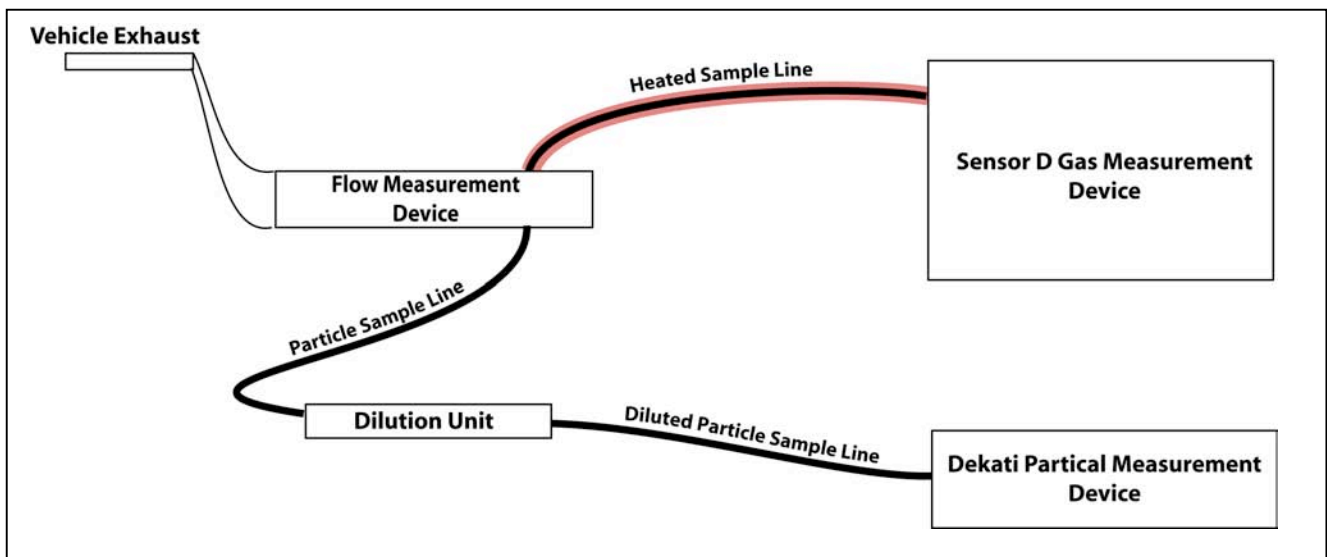 Vehicle Exhaust
Heated Sample Line
Sensor D Gas Measurement
Device
Flow Measurement
Device
Particle Sample Line
Dilution Unit
Diluted Particle Sample Line
Dekati Partical Measurement
Device